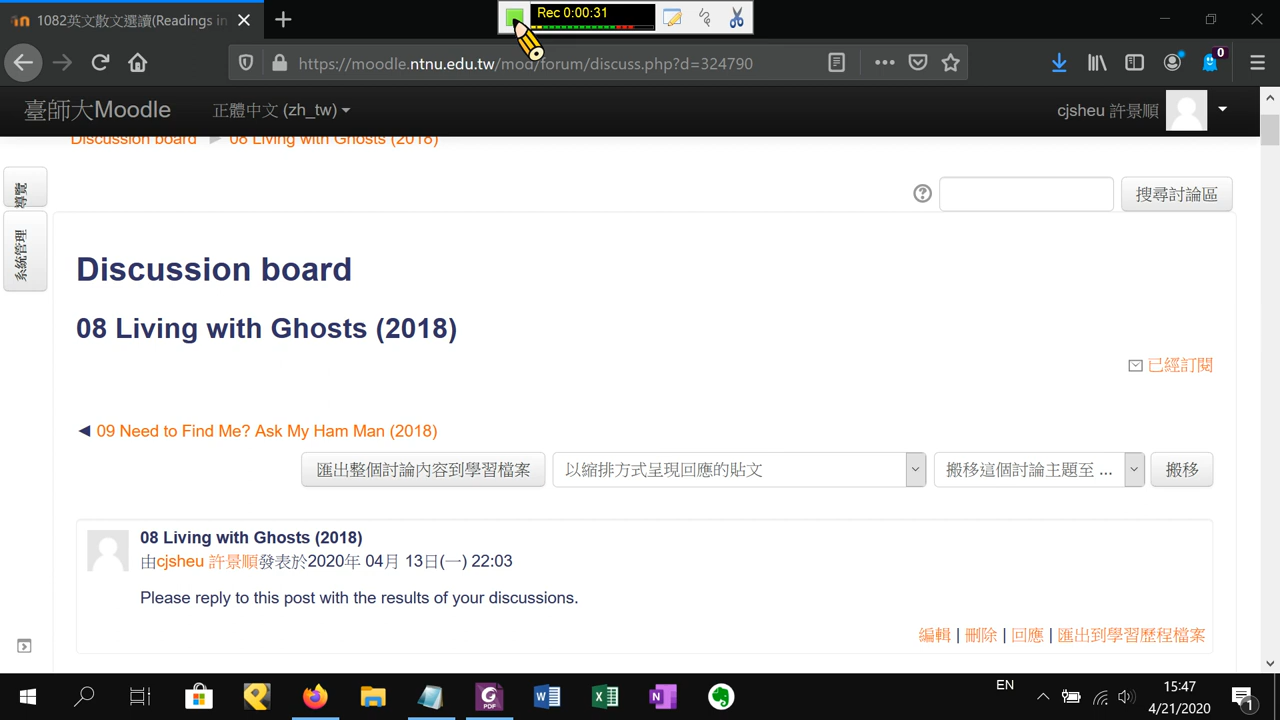 1082英文散文選讀(Readings in
Rec 0:00:31
https://moodle.ntnu.edu.tw/mod/forum/discuss.php?d=324790
0
臺師大Moodle
正體中文 (zh_tw)
cjsheu 許景順
Discussion board
08 Living with Ghosts (2018)
導覽
系統管理
搜尋討論區
Discussion board
08 Living with Ghosts (2018)
已經訂閱
◀ 09 Need to Find Me? Ask My Ham Man (2018)
匯出整個討論內容到學習檔案
以縮排方式呈現回應的貼文
搬移這個討論主題至 ...
搬移
08 Living with Ghosts (2018)
由cjsheu 許景順發表於2020年 04月 13日(一) 22:03
Please reply to this post with the results of your discussions.
編輯 | 刪除 | 回應 | 匯出到學習歷程檔案
EN
15:47
4/21/2020
1